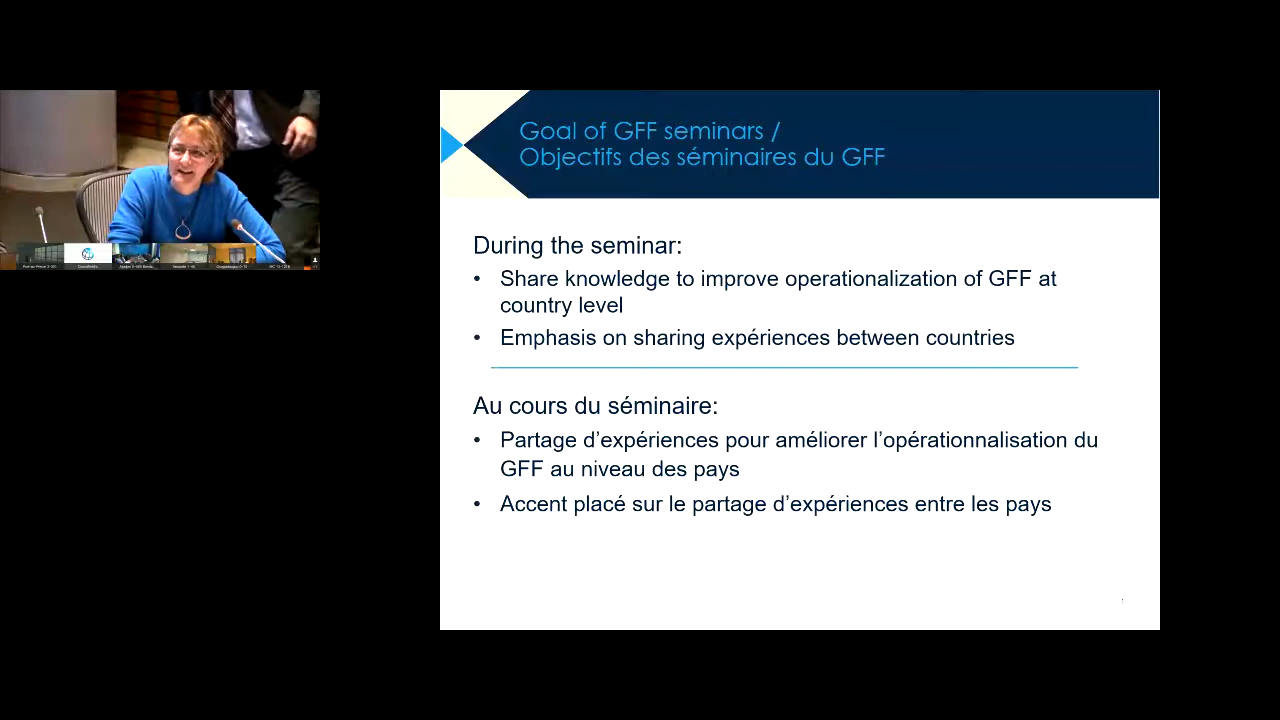 Goal of GFF seminars /
Objectifs des séminaires du GFF
During the seminar:
• Share knowledge to improve operationalization of GFF at
country level
• Emphasis on sharing expériences between countries
Au cours du séminaire:
• Partage d’expériences pour améliorer l’opérationnalisation du
GFF au niveau des pays
• Accent placé sur le partage d’expériences entre les pays